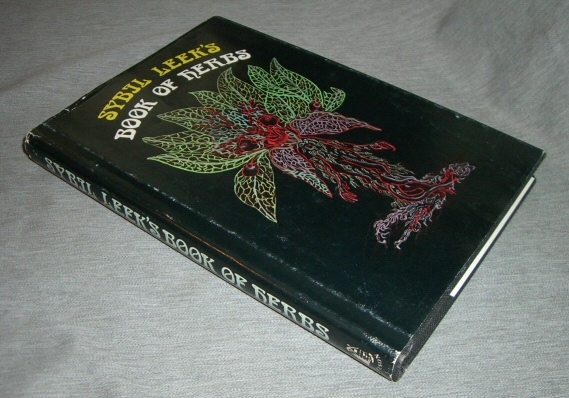 SYBIL LEEK'S
BOOK OF HERBS
SYBIL LEEK'S BOOK OF HERBS